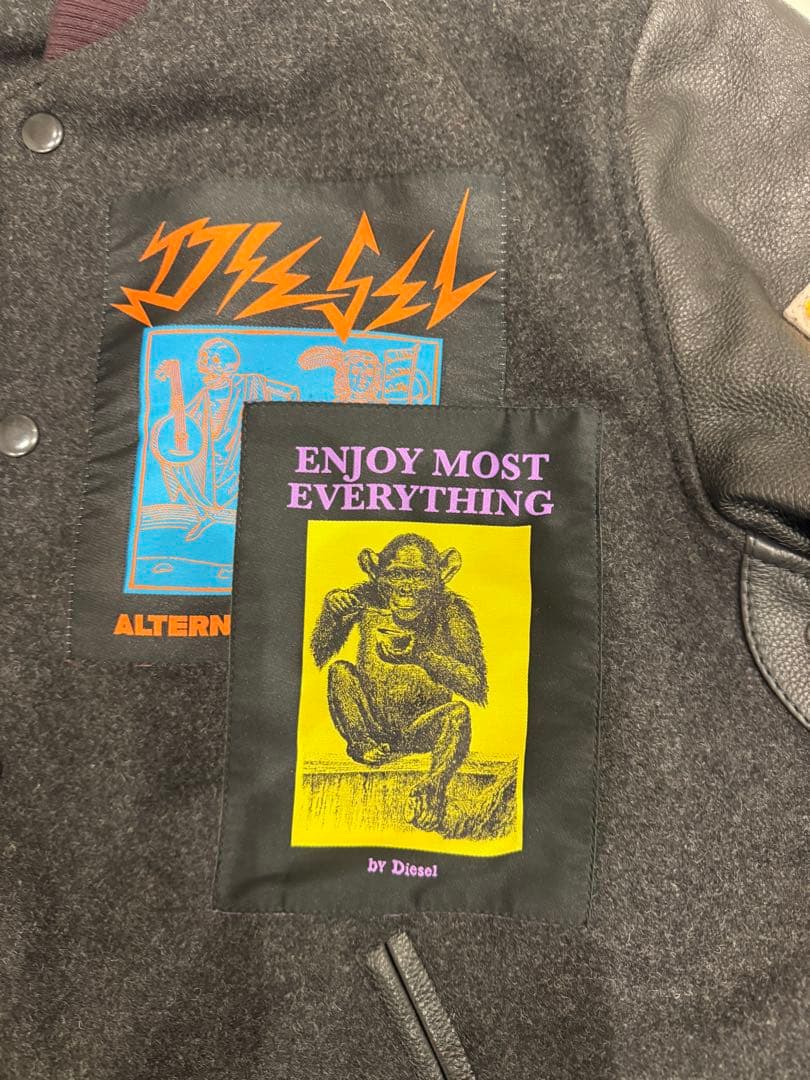 DIESEL
ALTERN
ENJOY MOST
EVERYTHING
by Diesel